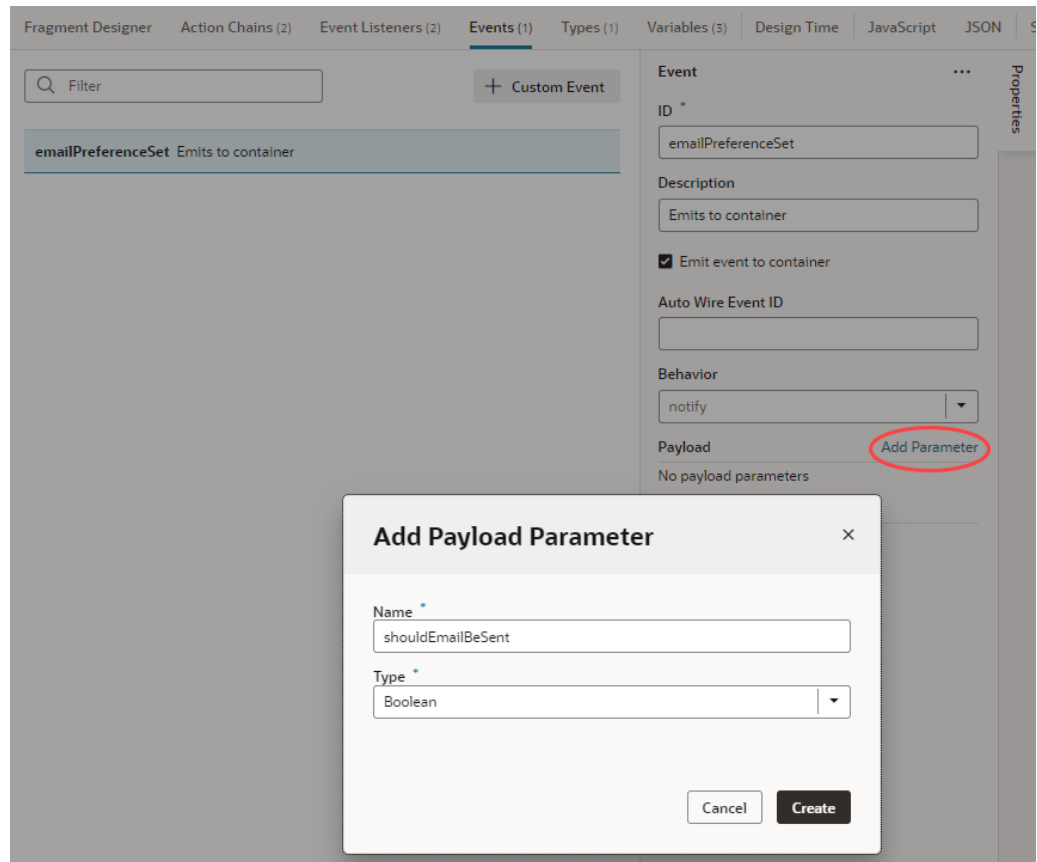 Fragment Designer Action Chains (2) Event Listeners (2) Events (1) Types (1) Variables (3) Design Time JavaScript JSON S
Filter
+ Custom Event
emailPreferenceSet Emits to container
Event
Properties
ID *
emailPreferenceSet
Description
Emits to container
Emit event to container
Auto Wire Event ID
Behavior
notify
Payload Add Parameter
No payload parameters
Add Payload Parameter
Name *
shouldEmailBeSent
Type *
Boolean
Cancel Create